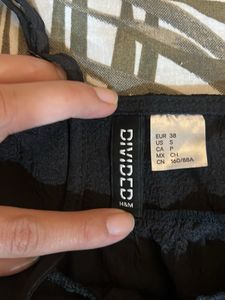 DIVIDED
H&M
EUR 38
US S
CA P
MX CH
CN 160/88A